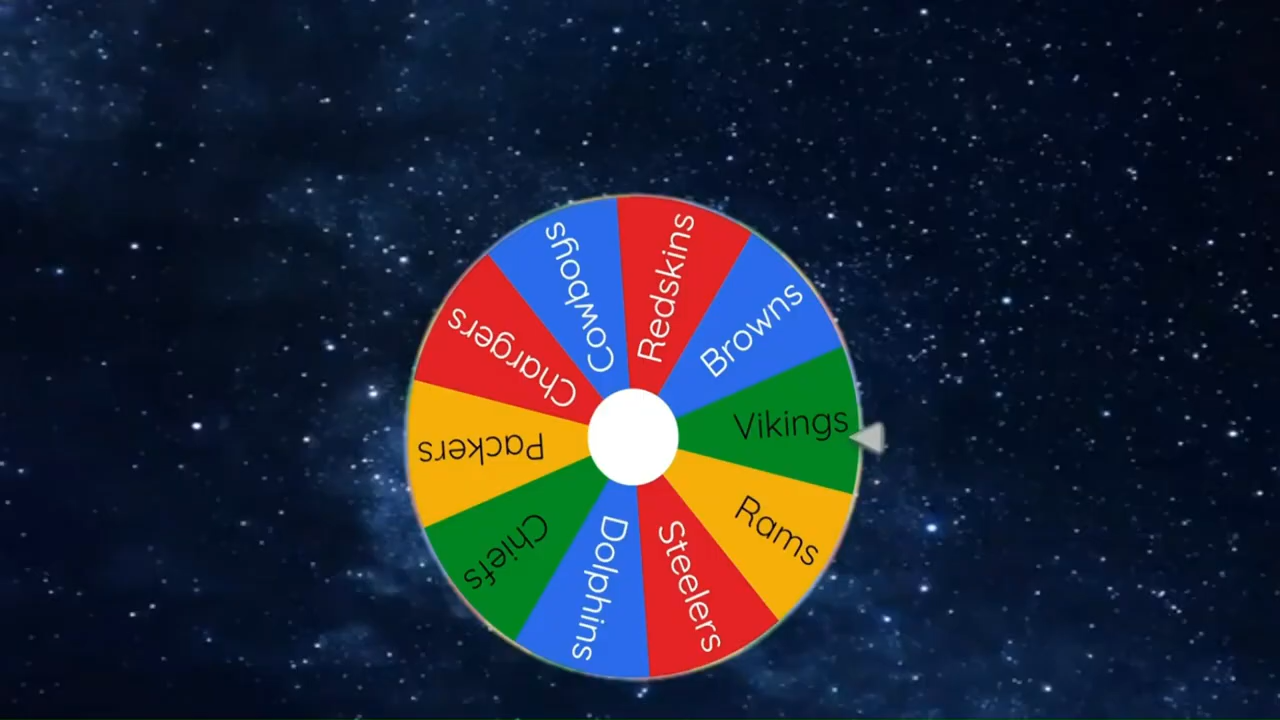 Redskins
Browns
Vikings
Rams
Steelers
Dolphins
Chiefs
Packers
Chargers
Cowboys